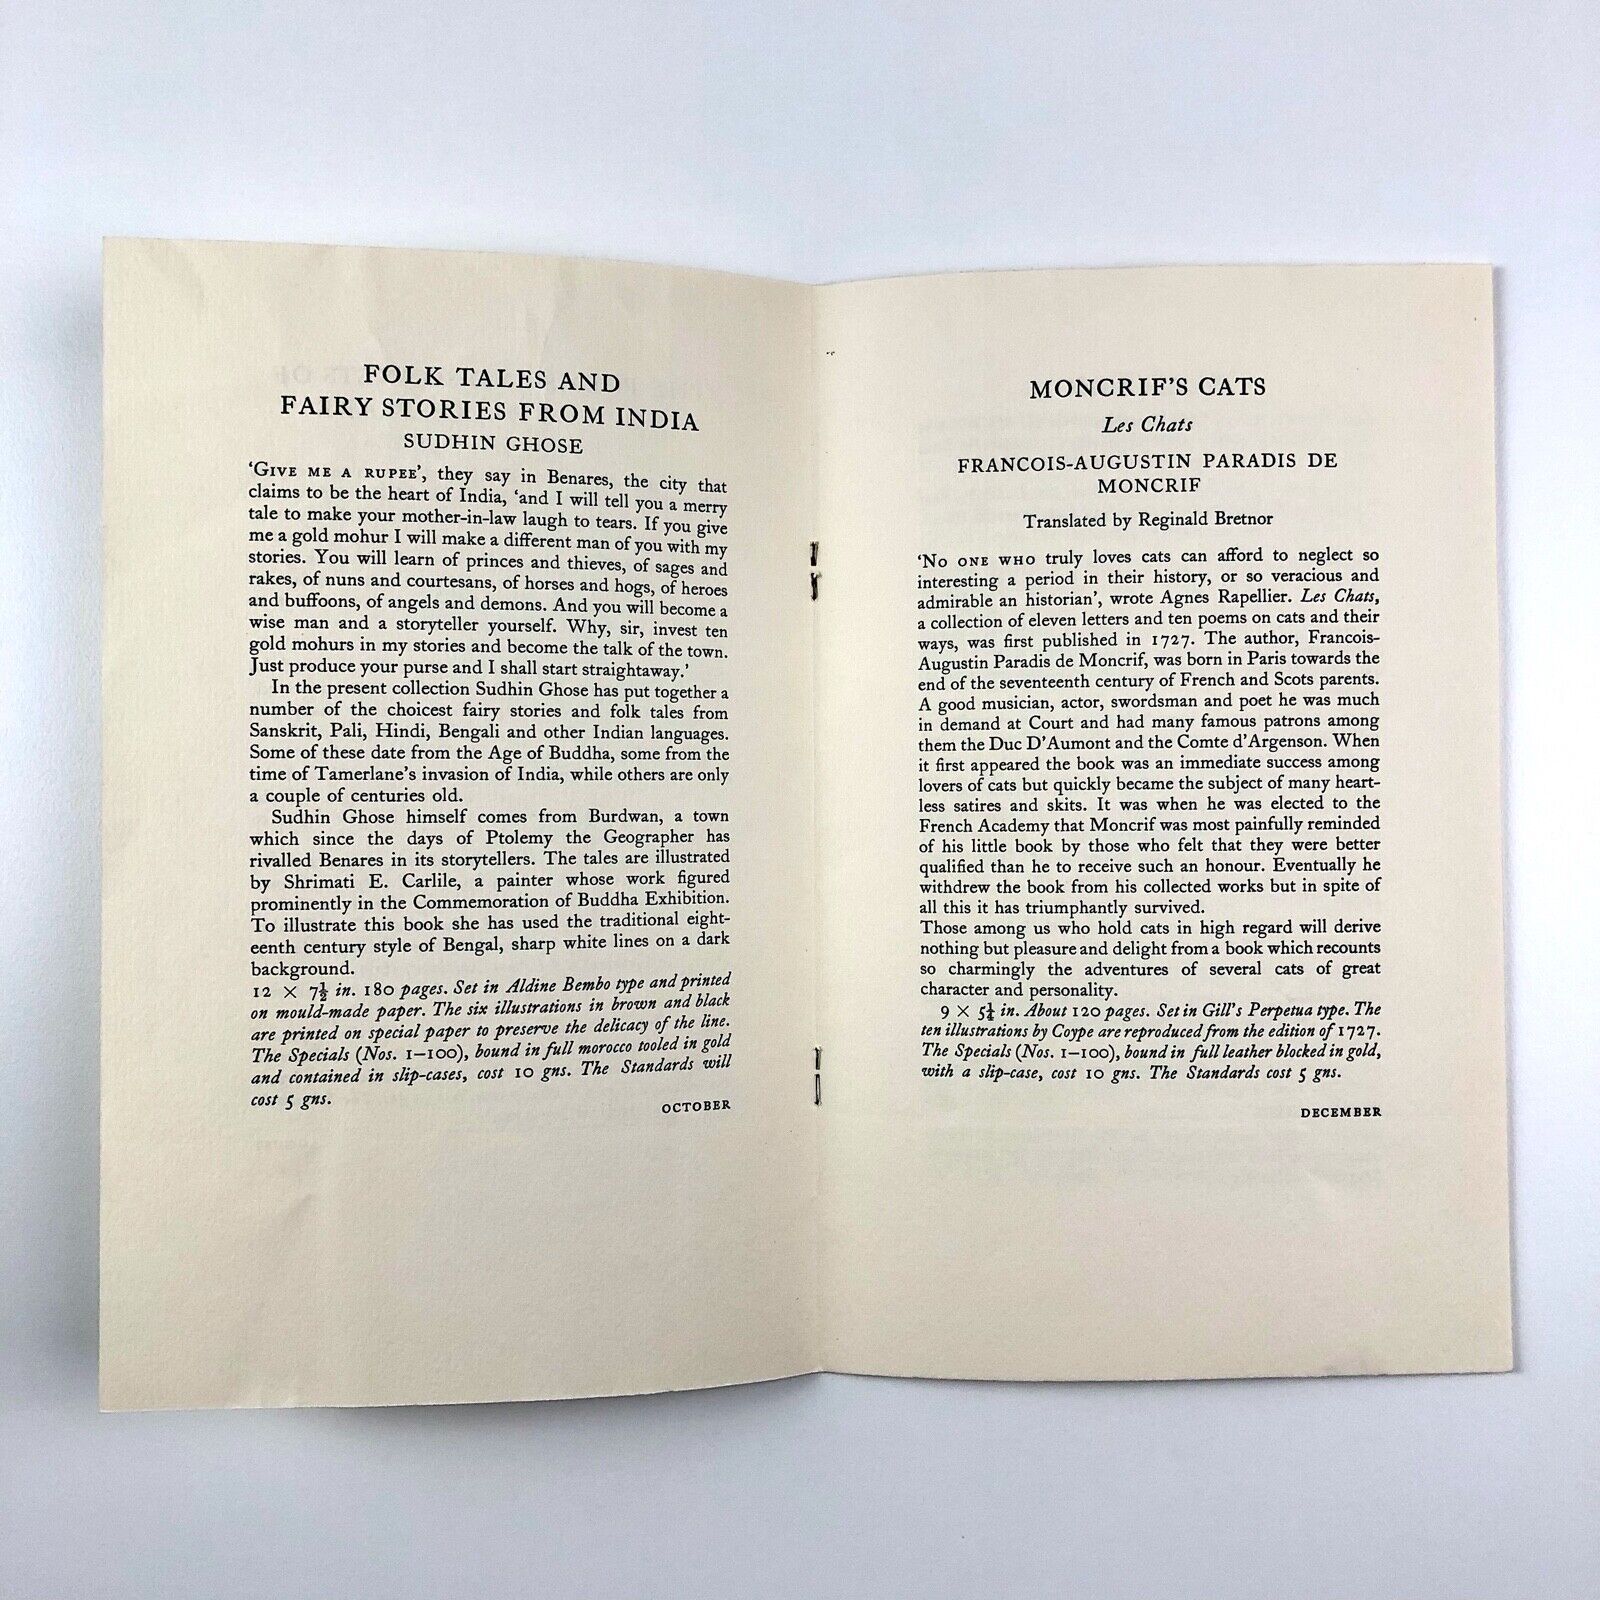 FOLK TALES AND
FAIRY STORIES FROM INDIA
SUDHIN GHOSE
‘GIVE ME A RUPEE’, they say in Benares, the city that
claims to be the heart of India, ‘and I will tell you a merry
tale to make your mother-in-law laugh to tears. If you give
me a gold mohur I will make a different man of you with my
stories. You will learn of princes and thieves, of sages and
rakes, of nuns and courtesans, of horses and hogs, of heroes
and buffoons, of angels and demons. And you will become a
wise man and a storyteller yourself. Why, sir, invest ten
gold mohurs in my stories and become the talk of the town.
Just produce your purse and I shall start straightaway.’
In the present collection Sudhin Ghose has put together a
number of the choicest fairy stories and folk tales from
Sanskrit, Pali, Hindi, Bengali and other Indian languages.
Some of these date from the Age of Buddha, some from the
time of Tamerlane’s invasion of India, while others are only
a couple of centuries old.
Sudhin Ghose himself comes from Burdwan, a town
which since the days of Ptolemy the Geographer has
rivalled Benares in its storytellers. The tales are illustrated
by Shrimati E. Carlile, a painter whose work figured
prominently in the Commemoration of Buddha Exhibition.
To illustrate this book she has used the traditional eight-
eenth century style of Bengal, sharp white lines on a dark
background.
12 × 7½ in. 180 pages. Set in Aldine Bembo type and printed
on mould-made paper. The six illustrations in brown and black
are printed on special paper to preserve the delicacy of the line.
The Specials (Nos. 1–100), bound in full morocco tooled in gold
and contained in slip-cases, cost 10 gns. The Standards will
cost 5 gns.
OCTOBER
MONCRIF’S CATS
Les Chats
FRANCOIS-AUGUSTIN PARADIS DE
MONCRIF
Translated by Reginald Bretnor
‘NO ONE WHO truly loves cats can afford to neglect so
interesting a period in their history, or so veracious and
admirable an historian’, wrote Agnes Rapellier. Les Chats,
a collection of eleven letters and ten poems on cats and their
ways, was first published in 1727. The author, Francois-
Augustin Paradis de Moncrif, was born in Paris towards the
end of the seventeenth century of French and Scots parents.
A good musician, actor, swordsman and poet he was much
in demand at Court and had many famous patrons among
them the Duc D’Aumont and the Comte d’Argenson. When
it first appeared the book was an immediate success among
lovers of cats but quickly became the subject of many heart-
less satires and skits. It was when he was elected to the
French Academy that Moncrif was most painfully reminded
of his little book by those who felt that they were better
qualified than he to receive such an honour. Eventually he
withdrew the book from his collected works but in spite of
all this it has triumphantly survived.
Those among us who hold cats in high regard will derive
nothing but pleasure and delight from a book which recounts
so charmingly the adventures of several cats of great
character and personality.
9 × 5½ in. About 120 pages. Set in Gill’s Perpetua type. The
ten illustrations by Coype are reproduced from the edition of 1727.
The Specials (Nos. 1–100), bound in full leather blocked in gold,
with a slip-case, cost 10 gns. The Standards cost 5 gns.
DECEMBER